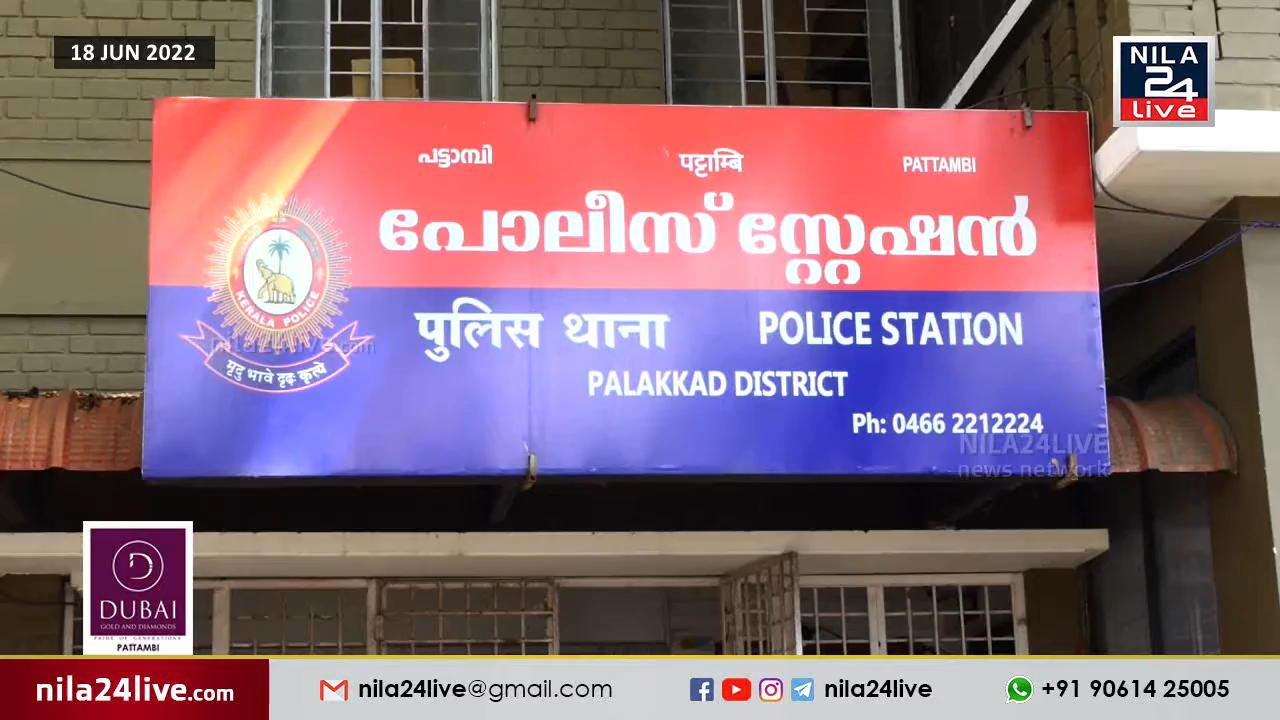 18 JUN 2022
NILA
24
live
പട്ടാമ്പി पट्टाम्बि PATTAMBI
പോലീസ് സ്റ്റേഷൻ
KERALA POLICE
मृदु भावे दृढ़ कृत्ये
पुलिस थाना POLICE STATION
nila24live.com
PALAKKAD DISTRICT
Ph: 0466 2212224
NILA24LIVE
news network
D
DUBAI
GOLD AND DIAMONDS
PRIDE OF GENERATIONS
PATTAMBI
nila24live.com nila24live@gmail.com nila24live +91 90614 25005